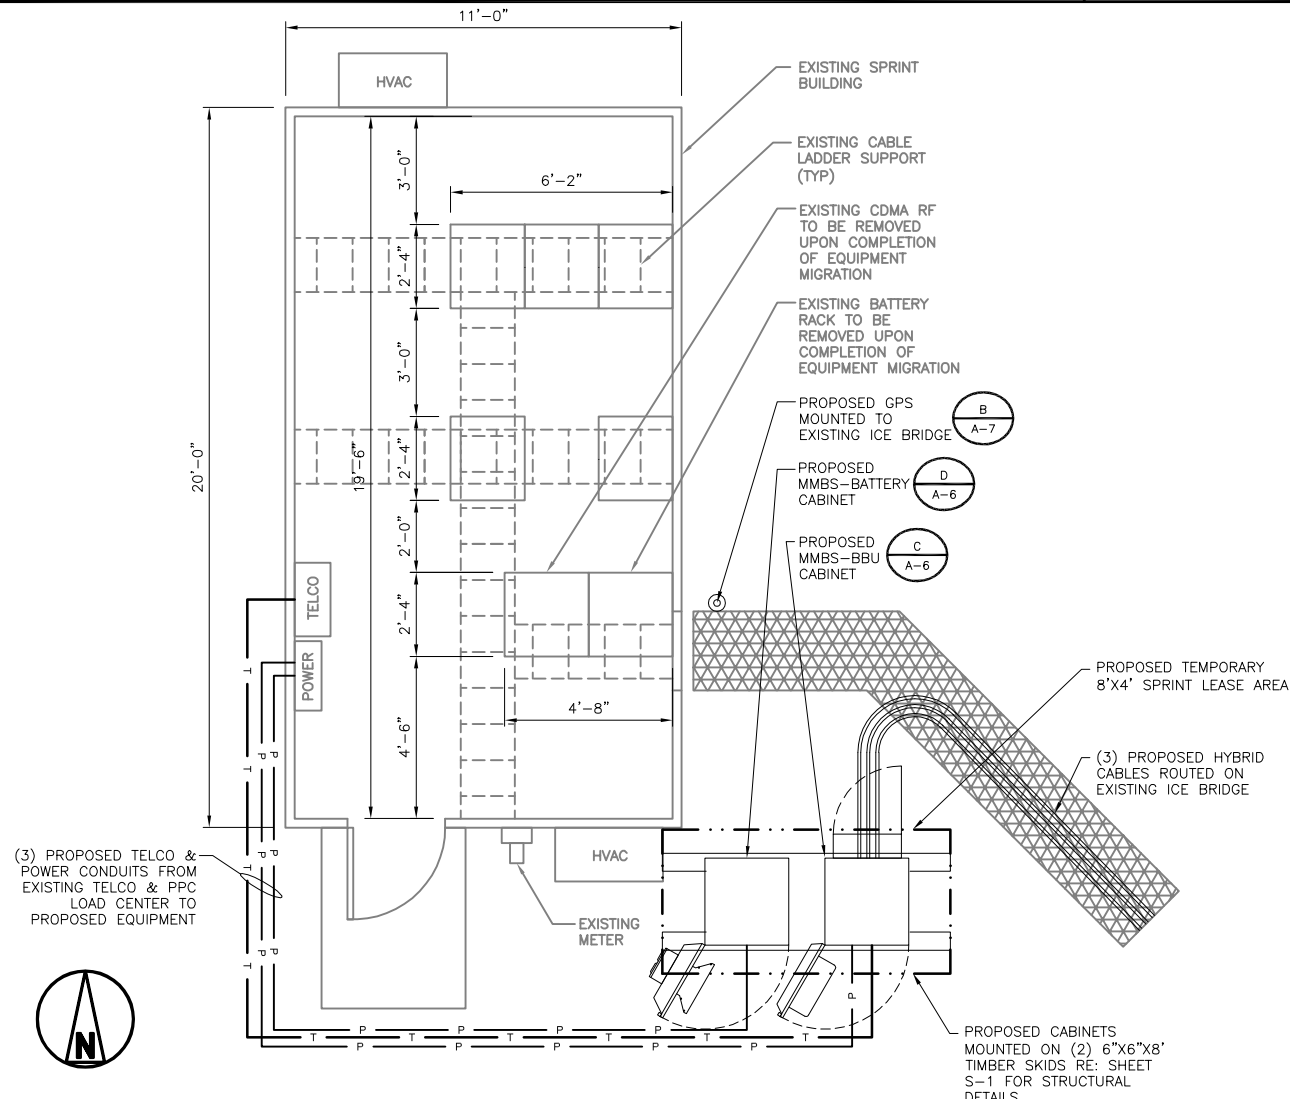 11'-0"
HVAC
EXISTING SPRINT
BUILDING
EXISTING CABLE
LADDER SUPPORT
(TYP)
3'-0"
6'-2"
EXISTING CDMA RF
TO BE REMOVED
UPON COMPLETION
OF EQUIPMENT
MIGRATION
2'-4"
EXISTING BATTERY
RACK TO BE
REMOVED UPON
COMPLETION OF
EQUIPMENT MIGRATION
3'-0"
PROPOSED GPS
MOUNTED TO
EXISTING ICE BRIDGE
B
A-7
20'-0"
19'-6"
2'-4"
PROPOSED
MMBS-BATTERY
CABINET
D
A-6
2'-0"
PROPOSED
MMBS-BBU
CABINET
C
A-6
TELCO
2'-4"
POWER
4'-8"
4'-6"
PROPOSED TEMPORARY
8'X4' SPRINT LEASE AREA
(3) PROPOSED HYBRID
CABLES ROUTED ON
EXISTING ICE BRIDGE
T
P
P
T
P
P
(3) PROPOSED TELCO &
POWER CONDUITS FROM
EXISTING TELCO & PPC
LOAD CENTER TO
PROPOSED EQUIPMENT
HVAC
T
P
P
T
P
P
T
P
P
EXISTING
METER
P
N
P
P
P
P
T
T
T
T
T
T
P
P
P
P
P
PROPOSED CABINETS
MOUNTED ON (2) 6"X6"X8'
TIMBER SKIDS RE: SHEET
S-1 FOR STRUCTURAL
DETAILS